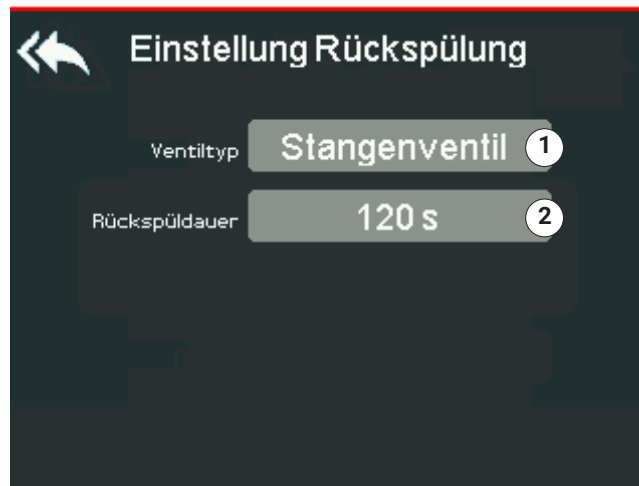 Einstellung Rückspülung
Ventiltyp Stangenventil 1
Rückspüldauer 120 s 2